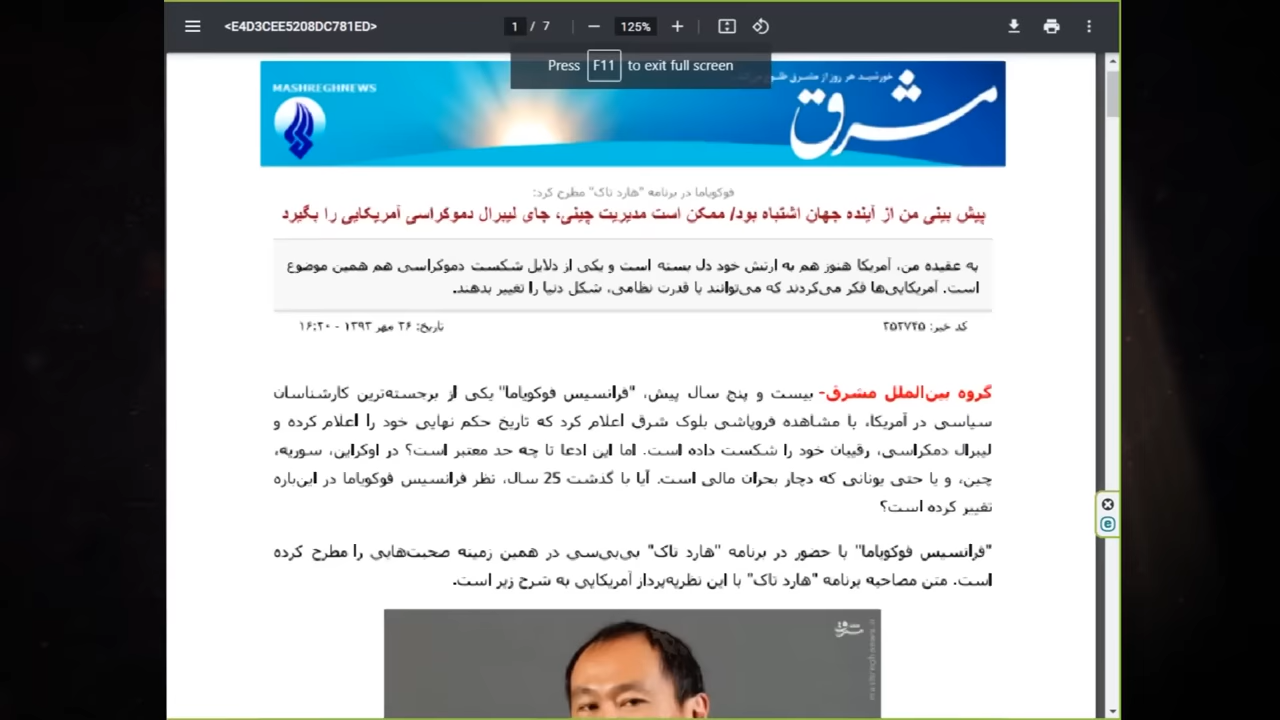 <E4D3CEE5208DC781ED>
1 / 7
125%
Press F11 to exit full screen
MASHREGHNEWS
خورشید هر روز از مشرق طلوع می‌کند
مشرق
فوکویاما در برنامه "هارد تاک" مطرح کرد:
پیش بینی من از آینده جهان اشتباه بود/ ممکن است مدیریت چینی، جای لیبرال دموکراسی آمریکایی را بگیرد
به عقیده من، آمریکا هنوز هم به ارتش خود دل بسته است و یکی از دلایل شکست دموکراسی هم همین موضوع
است. آمریکایی‌ها فکر می‌کردند که می‌توانند با قدرت نظامی، شکل دنیا را تغییر بدهند.
کد خبر: ۳۵۲۷۴۵
تاریخ: ۲۶ مهر ۱۳۹۳ - ۱۶:۲۰
گروه بین‌الملل مشرق- بیست و پنج سال پیش، "فرانسیس فوکویاما" یکی از برجسته‌ترین کارشناسان
سیاسی در آمریکا، با مشاهده فروپاشی بلوک شرق اعلام کرد که تاریخ حکم نهایی خود را اعلام کرده و
لیبرال دمکراسی، رقیبان خود را شکست داده است. اما این ادعا تا چه حد معتبر است؟ در اوکراین، سوریه،
چین، و یا حتی یونانی که دچار بحران مالی است. آیا با گذشت 25 سال، نظر فرانسیس فوکویاما در این‌باره
تغییر کرده است؟
"فرانسیس فوکویاما" با حضور در برنامه "هارد تاک" بی‌بی‌سی در همین زمینه صحبت‌هایی را مطرح کرده
است. متن مصاحبه برنامه "هارد تاک" با این نظریه‌پرداز آمریکایی به شرح زیر است.
مشرق